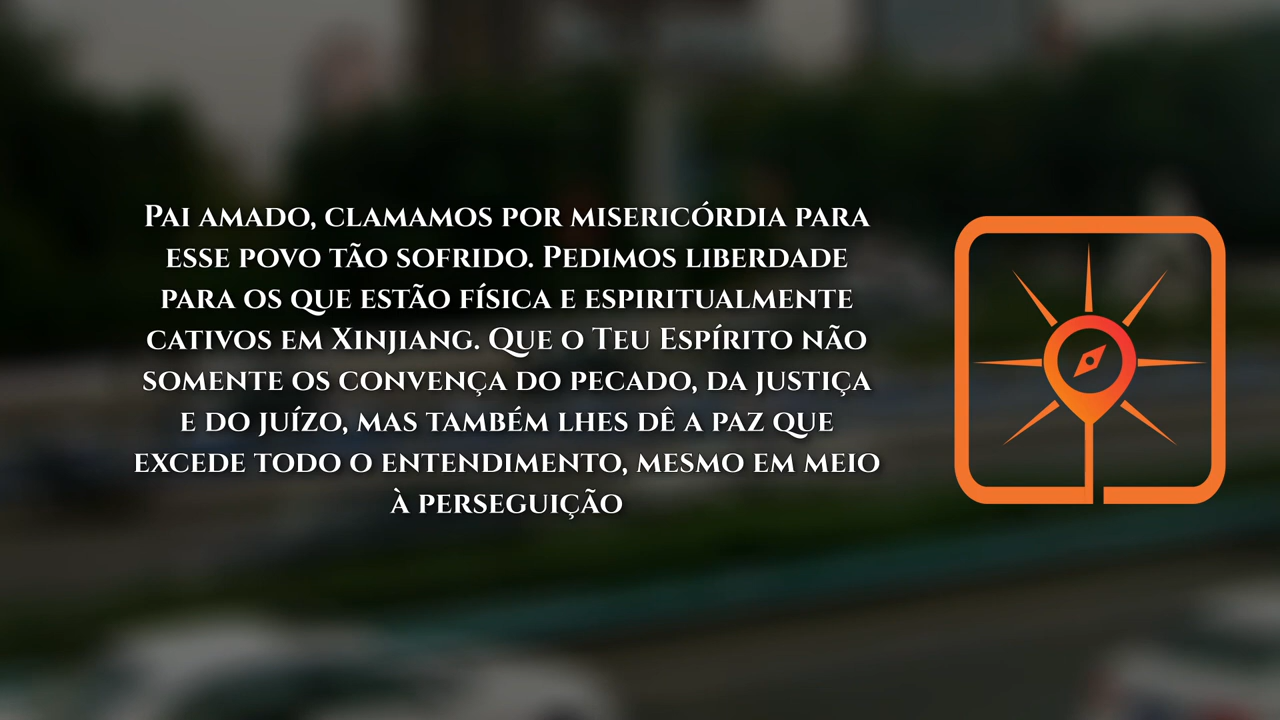 Pai amado, clamamos por misericórdia para
esse povo tão sofrido. Pedimos liberdade
para os que estão física e espiritualmente
cativos em Xinjiang. Que o Teu Espírito não
somente os convença do pecado, da justiça
e do juízo, mas também lhes dê a paz que
excede todo o entendimento, mesmo em meio
à perseguição